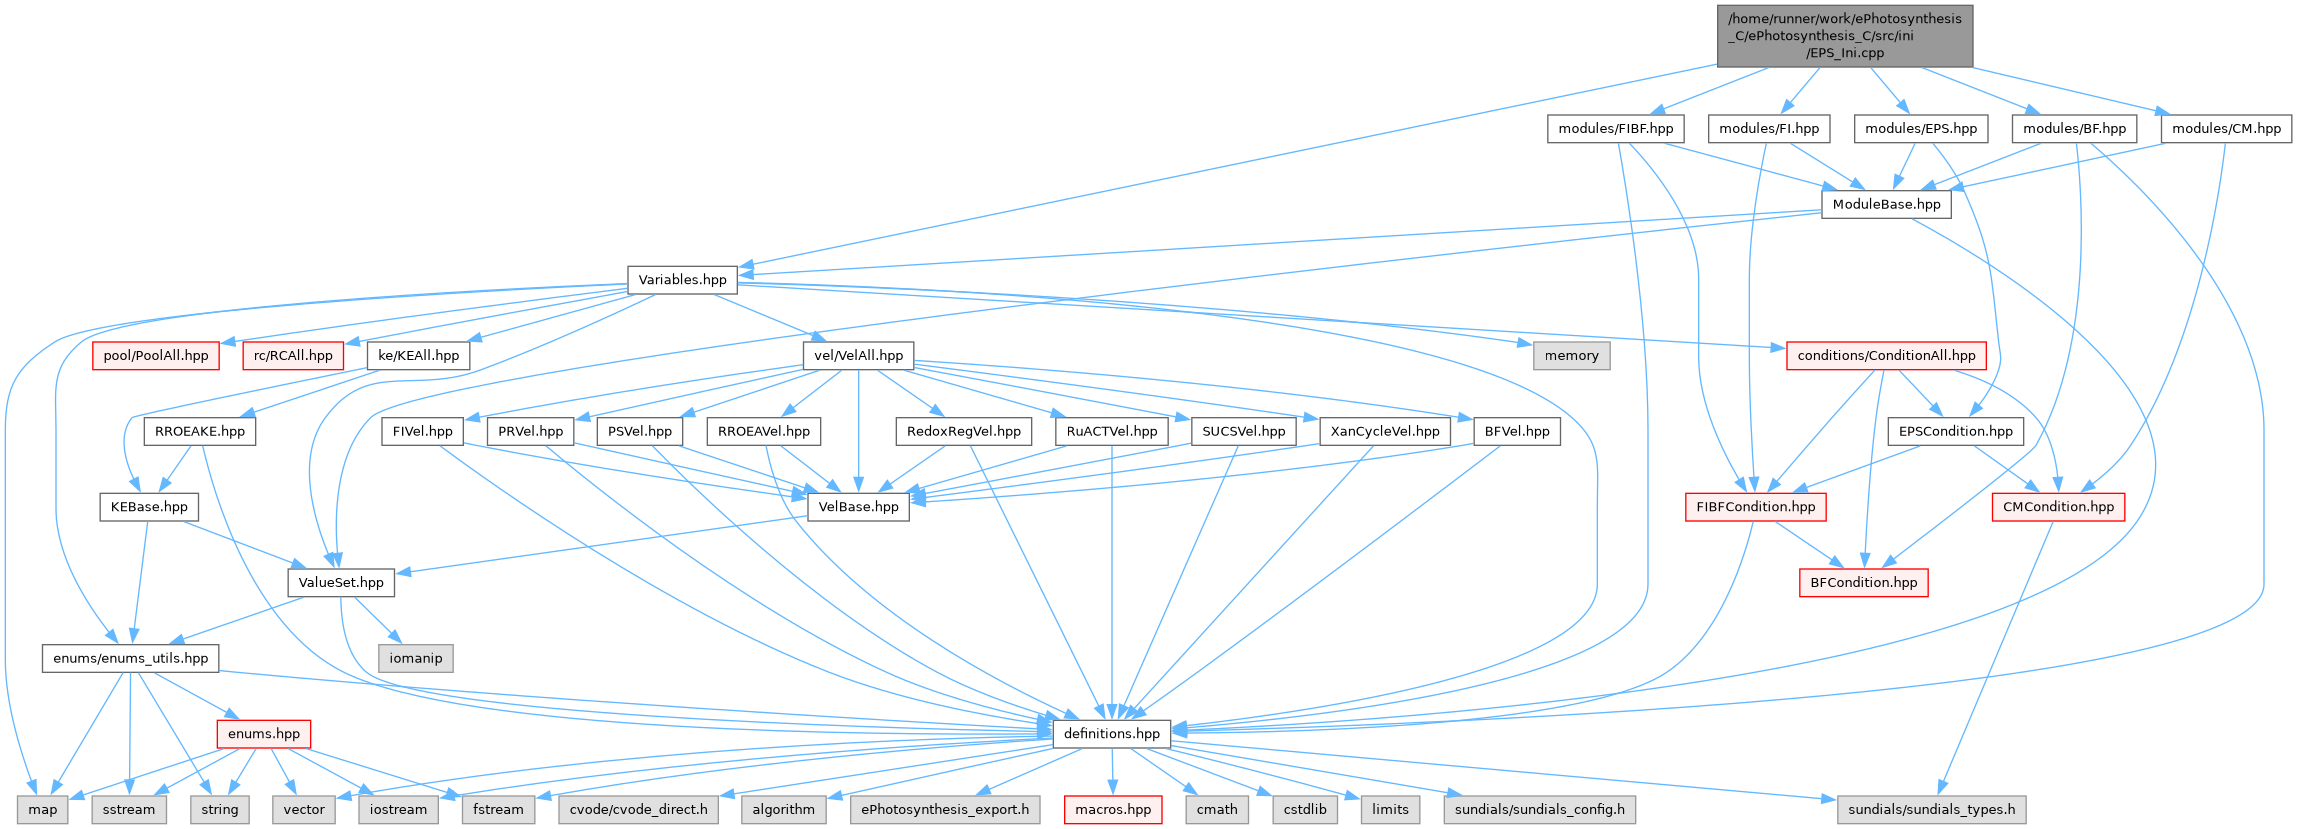 /home/runner/work/ePhotosynthesis
_C/ePhotosynthesis_C/src/ini
/EPS_Ini.cpp
modules/FIBF.hpp
modules/FI.hpp
modules/EPS.hpp
modules/BF.hpp
modules/CM.hpp
ModuleBase.hpp
Variables.hpp
pool/PoolAll.hpp
rc/RCAll.hpp
ke/KEAll.hpp
vel/VelAll.hpp
memory
conditions/ConditionAll.hpp
RROEAKE.hpp
FIVel.hpp
PRVel.hpp
PSVel.hpp
RROEAVel.hpp
RedoxRegVel.hpp
RuACTVel.hpp
SUCSVel.hpp
XanCycleVel.hpp
BFVel.hpp
EPSCondition.hpp
KEBase.hpp
VelBase.hpp
FIBFCondition.hpp
CMCondition.hpp
ValueSet.hpp
BFCondition.hpp
enums/enums_utils.hpp
iomanip
enums.hpp
definitions.hpp
map
sstream
string
vector
iostream
fstream
cvode/cvode_direct.h
algorithm
ePhotosynthesis_export.h
macros.hpp
cmath
cstdlib
limits
sundials/sundials_config.h
sundials/sundials_types.h